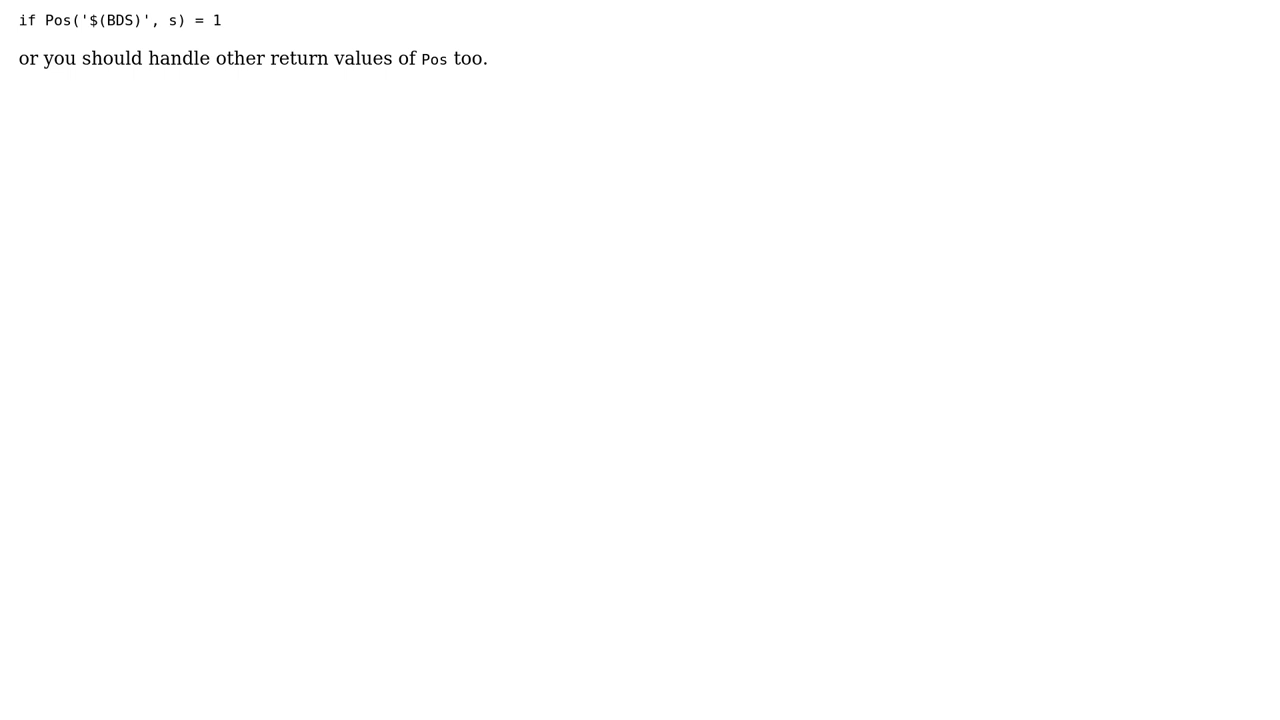 if Pos('$(BDS)', s) = 1
or you should handle other return values of Pos too.